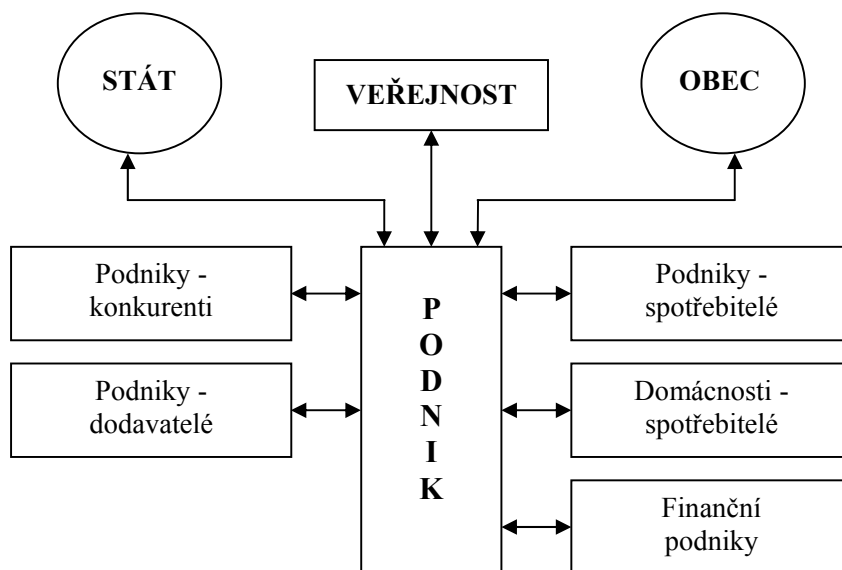 STÁT
VEŘEJNOST
OBEC
Podniky -
konkurenti
Podniky -
dodavatelé
P
O
D
N
I
K
Podniky -
spotřebitelé
Domácnosti -
spotřebitelé
Finanční
podniky